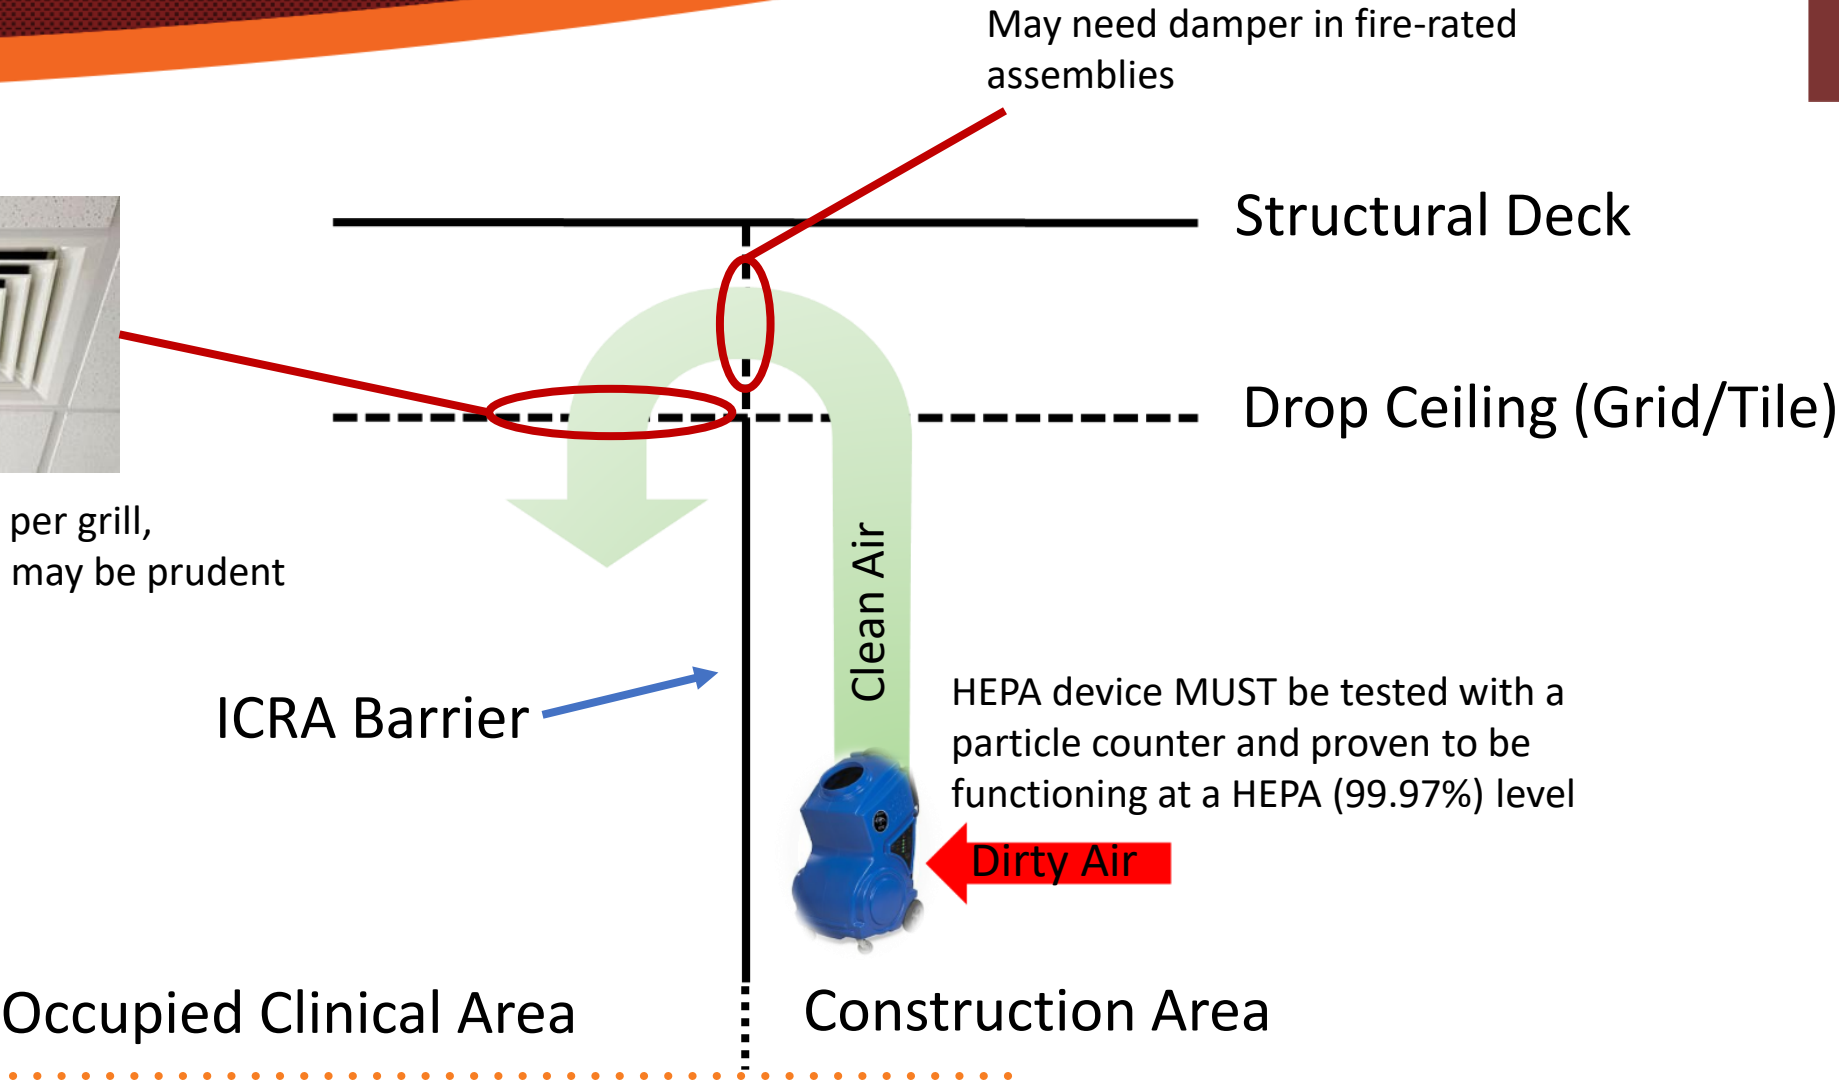 May need damper in fire-rated
assemblies
Structural Deck
Drop Ceiling (Grid/Tile)
per grill,
may be prudent
Clean Air
ICRA Barrier
HEPA device MUST be tested with a
particle counter and proven to be
functioning at a HEPA (99.97%) level
Dirty Air
Occupied Clinical Area
Construction Area